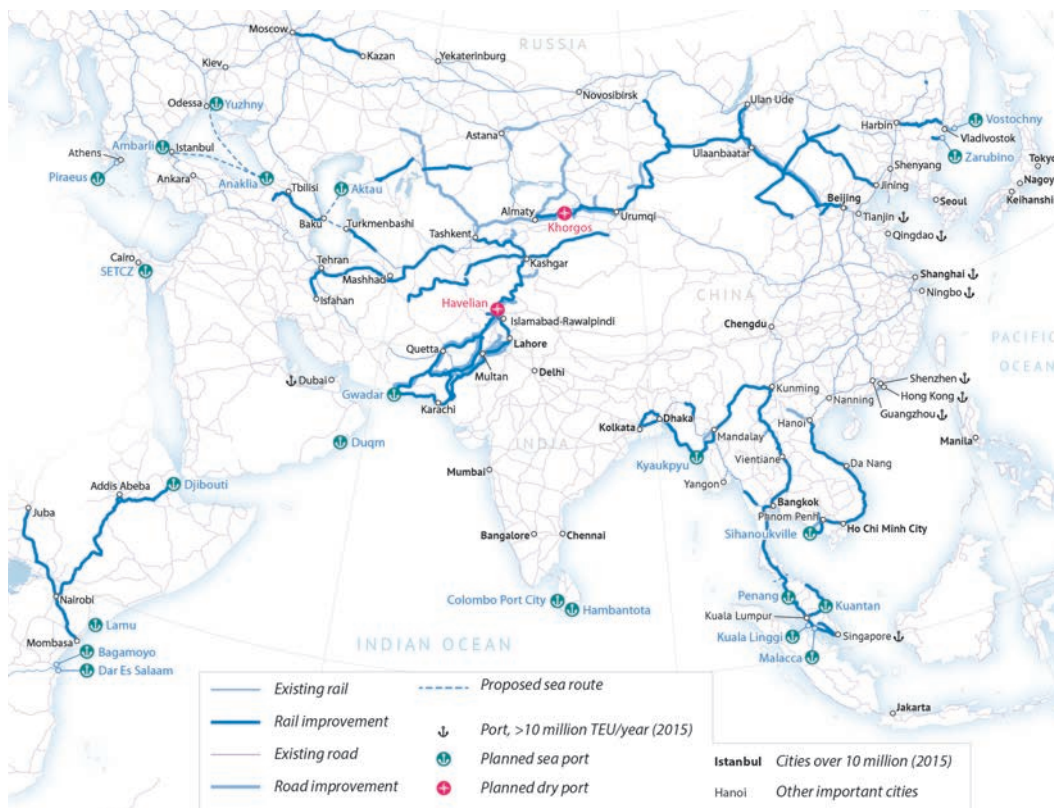 RUSSIA
Moscow
Kazan
Yekaterinburg
Kiev
Novosibirsk
Ulan Ude
Odessa
Yuzhny
Astana
Harbin
Vostochny
Vladivostok
Ambarli
Istanbul
Ulaanbaatar
Zarubino
Athens
Shenyang
Tokyo
Piraeus
Ankara
Anaklia
Tbilisi
Aktau
Jining
Nagoy
Almaty
Urumqi
Beijing
Seoul
Keihanshi
Baku
Turkmenbashi
Khorgos
Tianjin
Tashkent
Qingdao
Cairo
Tehran
Kashgar
SETCZ
Mashhad
Shanghai
Isfahan
CHINA
Ningbo
Havelian
Islamabad-Rawalpindi
Chengdu
PACIFIC
OCEAN
Quetta
Lahore
Multan
Delhi
Dubai
Shenzhen
Gwadar
Kunming
Hong Kong
Karachi
Nanning
Guangzhou
Kolkata
Dhaka
Hanoi
Duqm
INDIA
Mandalay
Manila
Mumbai
Kyaukpyu
Vientiane
Da Nang
Addis Abeba
Djibouti
Yangon
Juba
Bangkok
Phnom Penh
Bangalore
Chennai
Sihanoukville
Ho Chi Minh City
Nairobi
Colombo Port City
Hambantota
Penang
Kuantan
Lamu
Kuala Lumpur
Mombasa
INDIAN OCEAN
Kuala Linggi
Singapore
Bagamoyo
Malacca
Dar Es Salaam
Jakarta
Existing rail
Rail improvement
Existing road
Road improvement
Proposed sea route
Port, >10 million TEU/year (2015)
Planned sea port
Planned dry port
Istanbul Cities over 10 million (2015)
Hanoi Other important cities